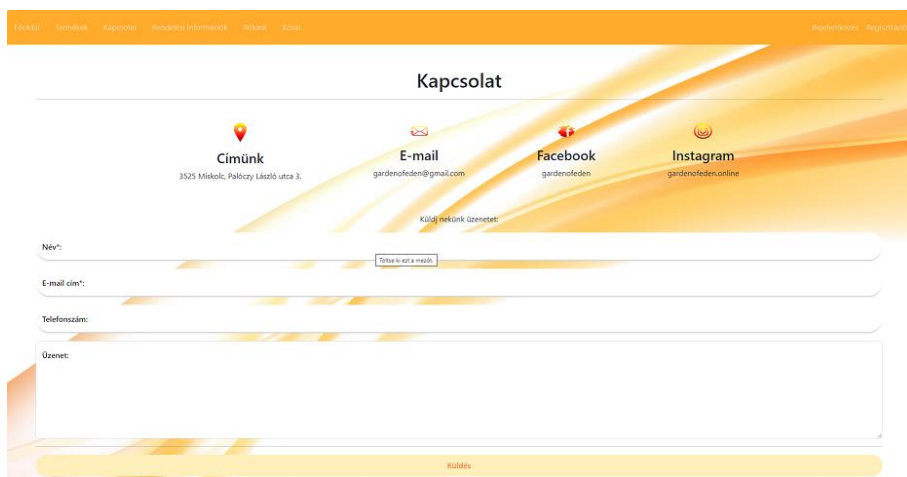 Főoldal Termékek Kapcsolat Rendelési információk Rólunk Kosár Bejelentkezés Regisztráció
Kapcsolat
Címünk E-mail Facebook Instagram
3525 Miskolc, Palóczy László utca 3. gardenofeden@gmail.com gardenofeden gardenofeden.online
Küldj nekünk üzenetet:
Név*:
Töltse ki ezt a mezőt.
E-mail cím*:
Telefonszám:
Üzenet:
Küldés